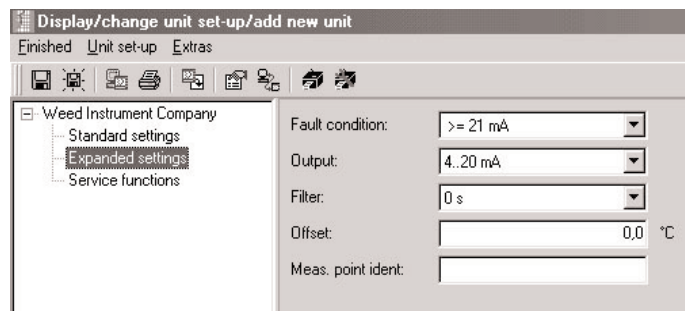 Display/change unit set-up/add new unit
Finished Unit set-up Extras
Weed Instrument Company
Standard settings
Expanded settings
Service functions
Fault condition: >= 21 mA
Output: 4..20 mA
Filter: 0 s
Offset: 0,0 °C
Meas. point ident: